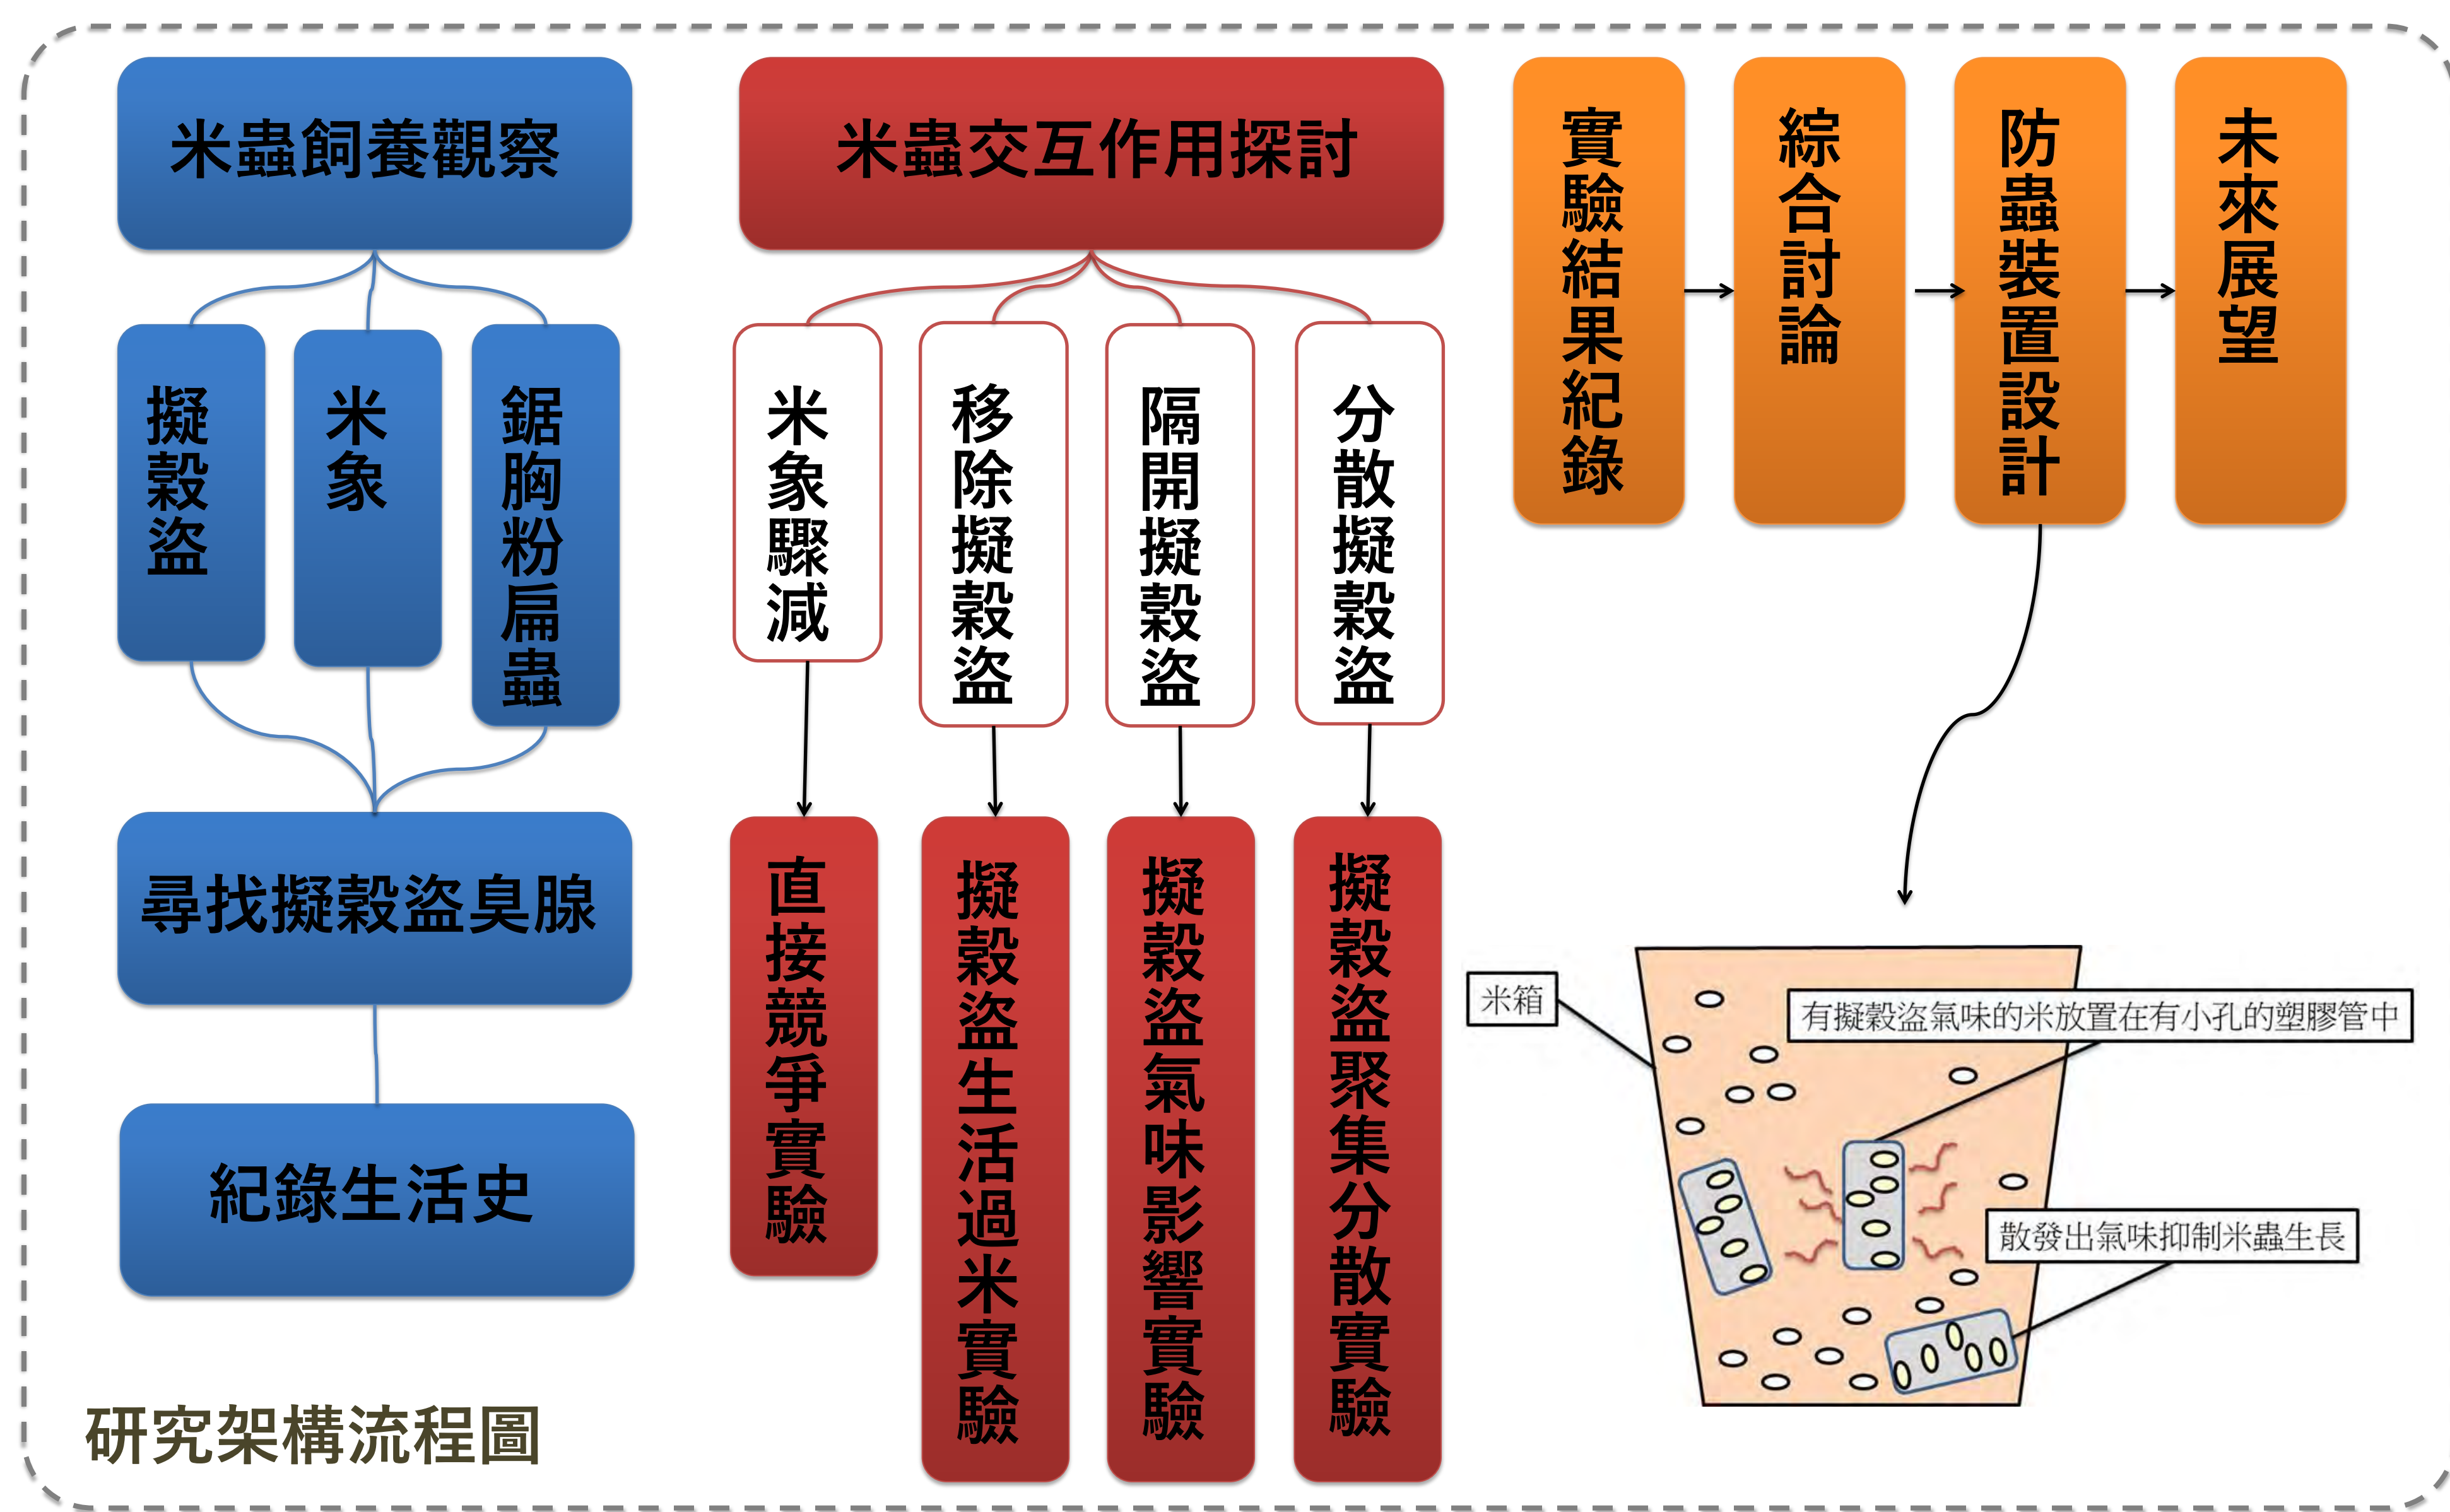 米蟲飼養觀察
擬穀盜
米象
鋸胸粉扁蟲
尋找擬穀盜臭腺
紀錄生活史
研究架構流程圖
米蟲交互作用探討
米象驟減
移除擬穀盜
隔開擬穀盜
分散擬穀盜
直接競爭實驗
擬穀盜生活過米實驗
擬穀盜氣味影響實驗
擬穀盜聚集分散實驗
實驗結果紀錄
綜合討論
防蟲裝置設計
未來展望
米箱
有擬穀盜氣味的米放置在有小孔的塑膠管中
散發出氣味抑制米蟲生長